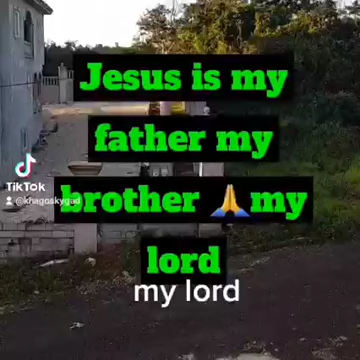 Jesus is my
father my
brother 🙏my
lord
my lord
TikTok